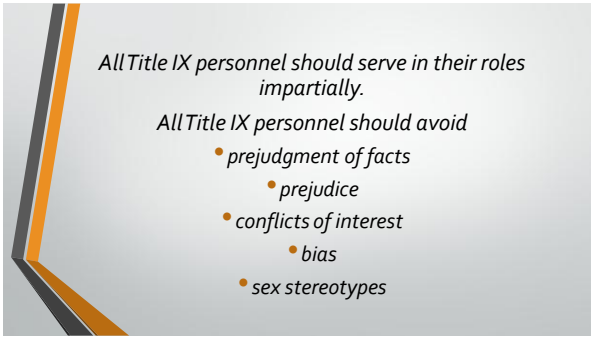 All Title IX personnel should serve in their roles
impartially.
All Title IX personnel should avoid
• prejudgment of facts
• prejudice
• conflicts of interest
• bias
• sex stereotypes